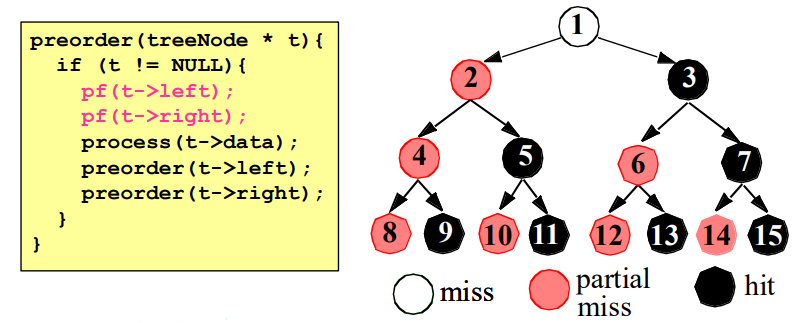 preorder(treeNode * t){
if (t != NULL){
pf(t->left);
pf(t->right);
process(t->data);
preorder(t->left);
preorder(t->right);
}
}
1
2 3
4 5 6 7
8 9 10 11 12 13 14 15
miss partial miss hit